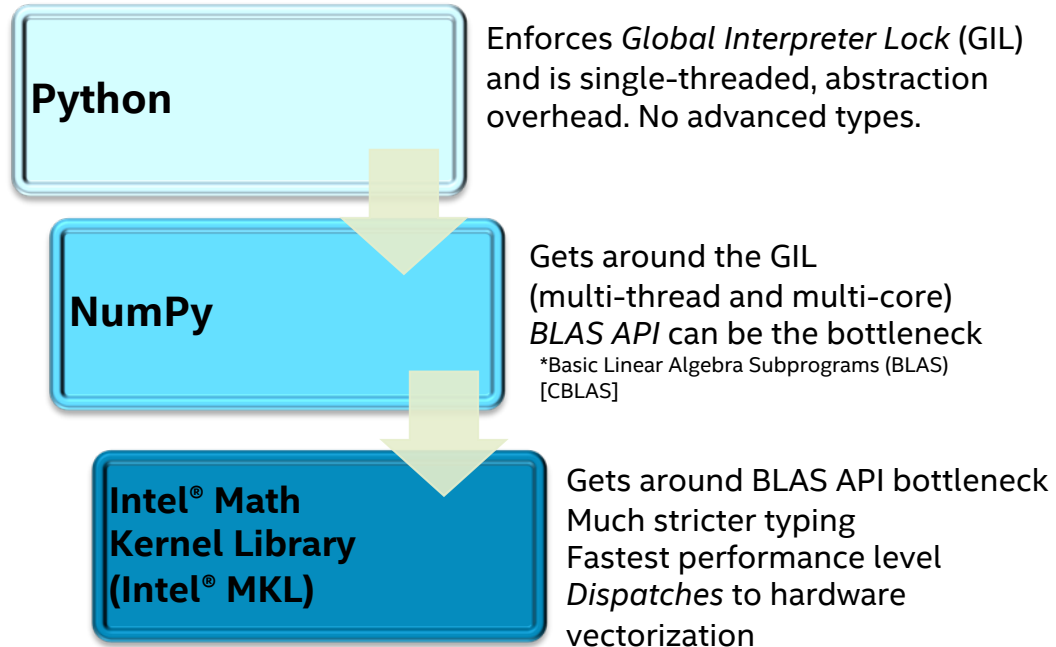 Python
Enforces Global Interpreter Lock (GIL)
and is single-threaded, abstraction
overhead. No advanced types.
NumPy
Gets around the GIL
(multi-thread and multi-core)
BLAS API can be the bottleneck
*Basic Linear Algebra Subprograms (BLAS)
[CBLAS]
Intel® Math
Kernel Library
(Intel® MKL)
Gets around BLAS API bottleneck
Much stricter typing
Fastest performance level
Dispatches to hardware
vectorization